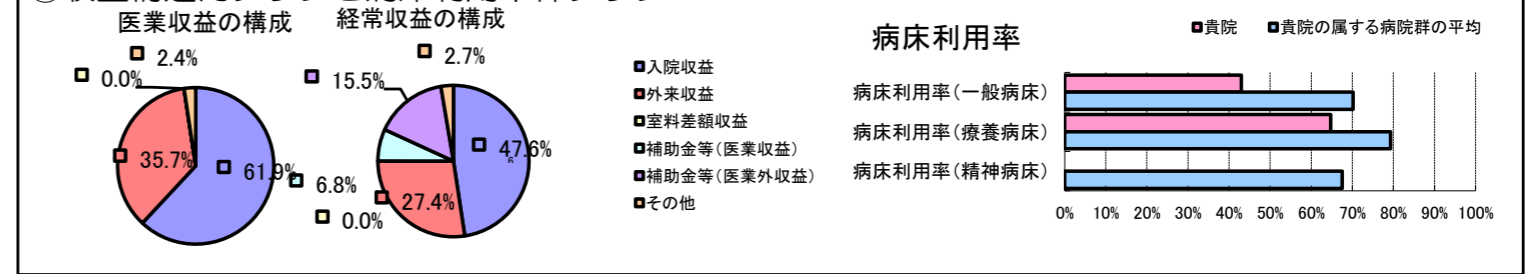 医業収益の構成
2.4%
0.0%
35.7%
61.9%
経常収益の構成
2.7%
15.5%
47.6%
6.8%
27.4%
0.0%
■入院収益
■外来収益
■室料差額収益
■補助金等(医業収益)
■補助金等(医業外収益)
■その他
病床利用率
■貴院 ■貴院の属する病院群の平均
病床利用率(一般病床)
病床利用率(療養病床)
病床利用率(精神病床)
0% 10% 20% 30% 40% 50% 60% 70% 80% 90% 100%